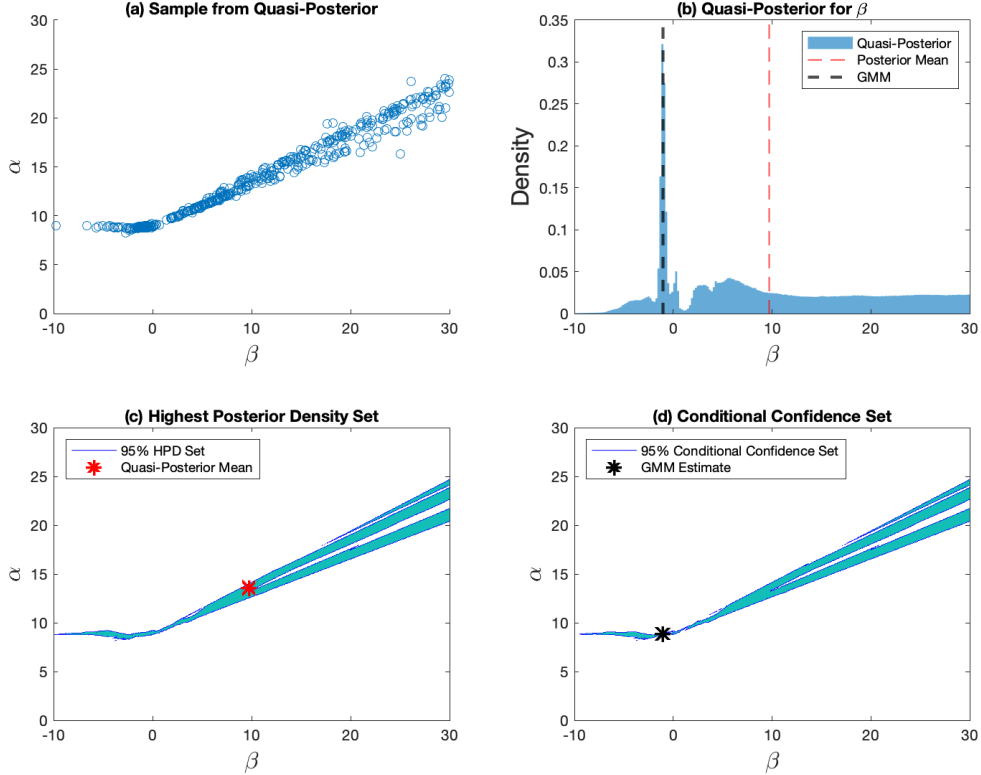 (a) Sample from Quasi-Posterior
30
25
20
15
10
5
0
-10
0
10
20
30
α
β
(b) Quasi-Posterior for β
0.35
0.3
0.25
0.2
0.15
0.1
0.05
0
-10
0
10
20
30
Density
β
Quasi-Posterior
Posterior Mean
GMM
(c) Highest Posterior Density Set
30
25
20
15
10
5
0
-10
0
10
20
30
α
β
95% HPD Set
Quasi-Posterior Mean
(d) Conditional Confidence Set
30
25
20
15
10
5
0
-10
0
10
20
30
α
β
95% Conditional Confidence Set
GMM Estimate